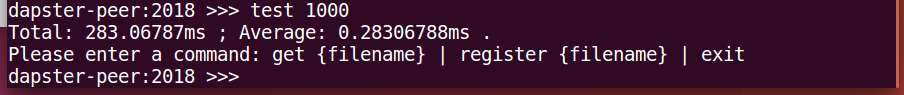 dapster-peer:2018 >>> test 1000
Total: 283.06787ms ; Average: 0.28306788ms .
Please enter a command: get {filename} | register {filename} | exit
dapster-peer:2018 >>>